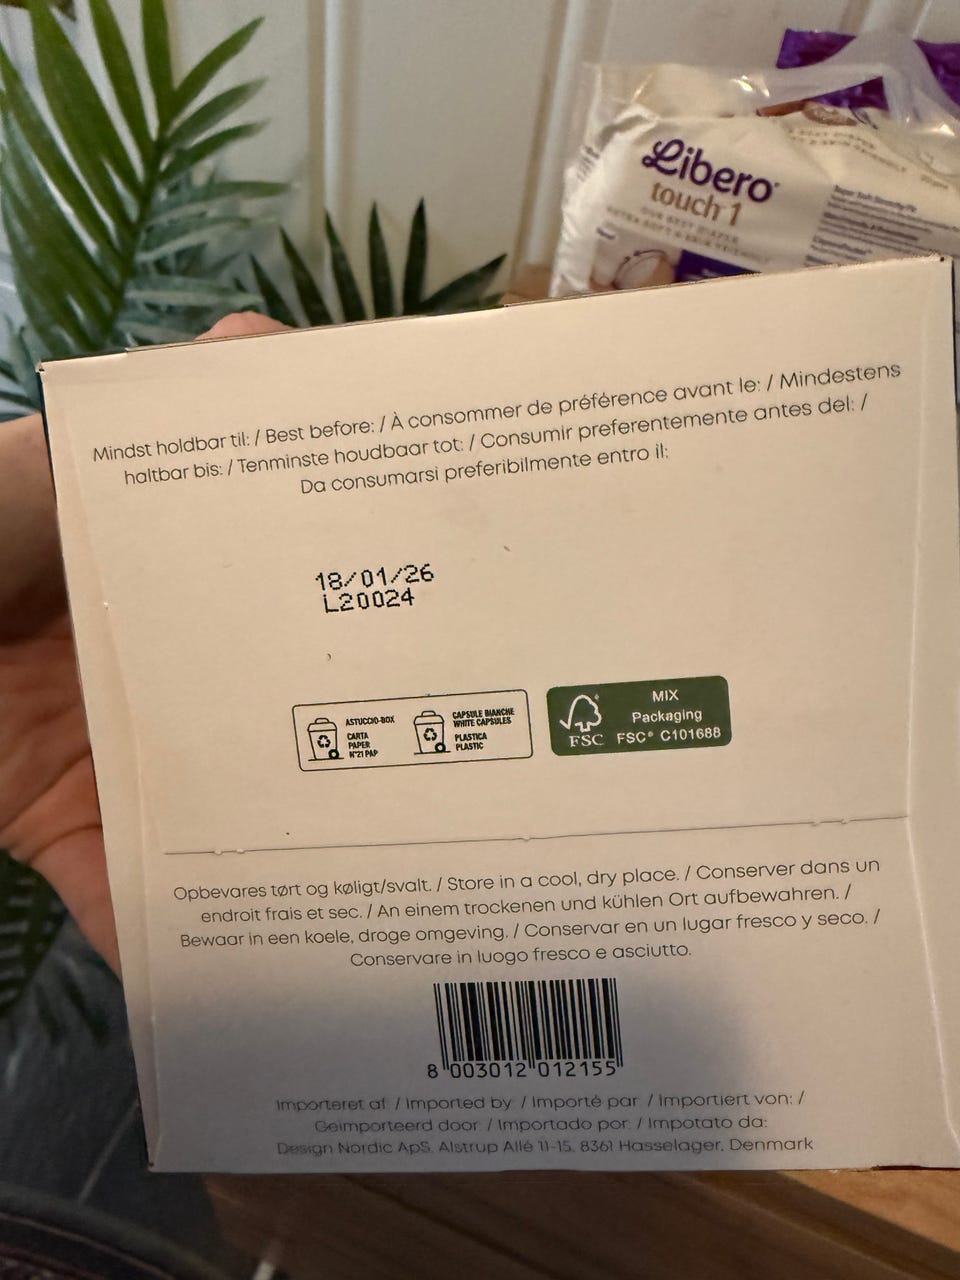 Libero
touch 1
OUR BEST DIAPER
Mindst holdbar til: / Best before: / À consommer de préférence avant le: / Mindestens
haltbar bis: / Tenminste houdbaar tot: / Consumir preferentemente antes del: /
Da consumarsi preferibilmente entro il:
18/01/26
L20024
ASTUCCIO-BOX
CARTA
PAPER
N°21 PAP
CAPSULE BIANCHE
WHITE CAPSULES
PLASTICA
PLASTIC
FSC
MIX
Packaging
FSC® C101688
Opbevares tørt og køligt/svalt. / Store in a cool, dry place. / Conserver dans un
endroit frais et sec. / An einem trockenen und kühlen Ort aufbewahren. /
Bewaar in een koele, droge omgeving. / Conservar en un lugar fresco y seco. /
Conservare in luogo fresco e asciutto.
8 003012 012155
Importeret af: / Imported by: / Importé par: / Importiert von: /
Geimporteerd door: / Importado por: / Impotato da:
Design Nordic ApS. Alstrup Allé 11-15, 8361 Hasselager, Denmark